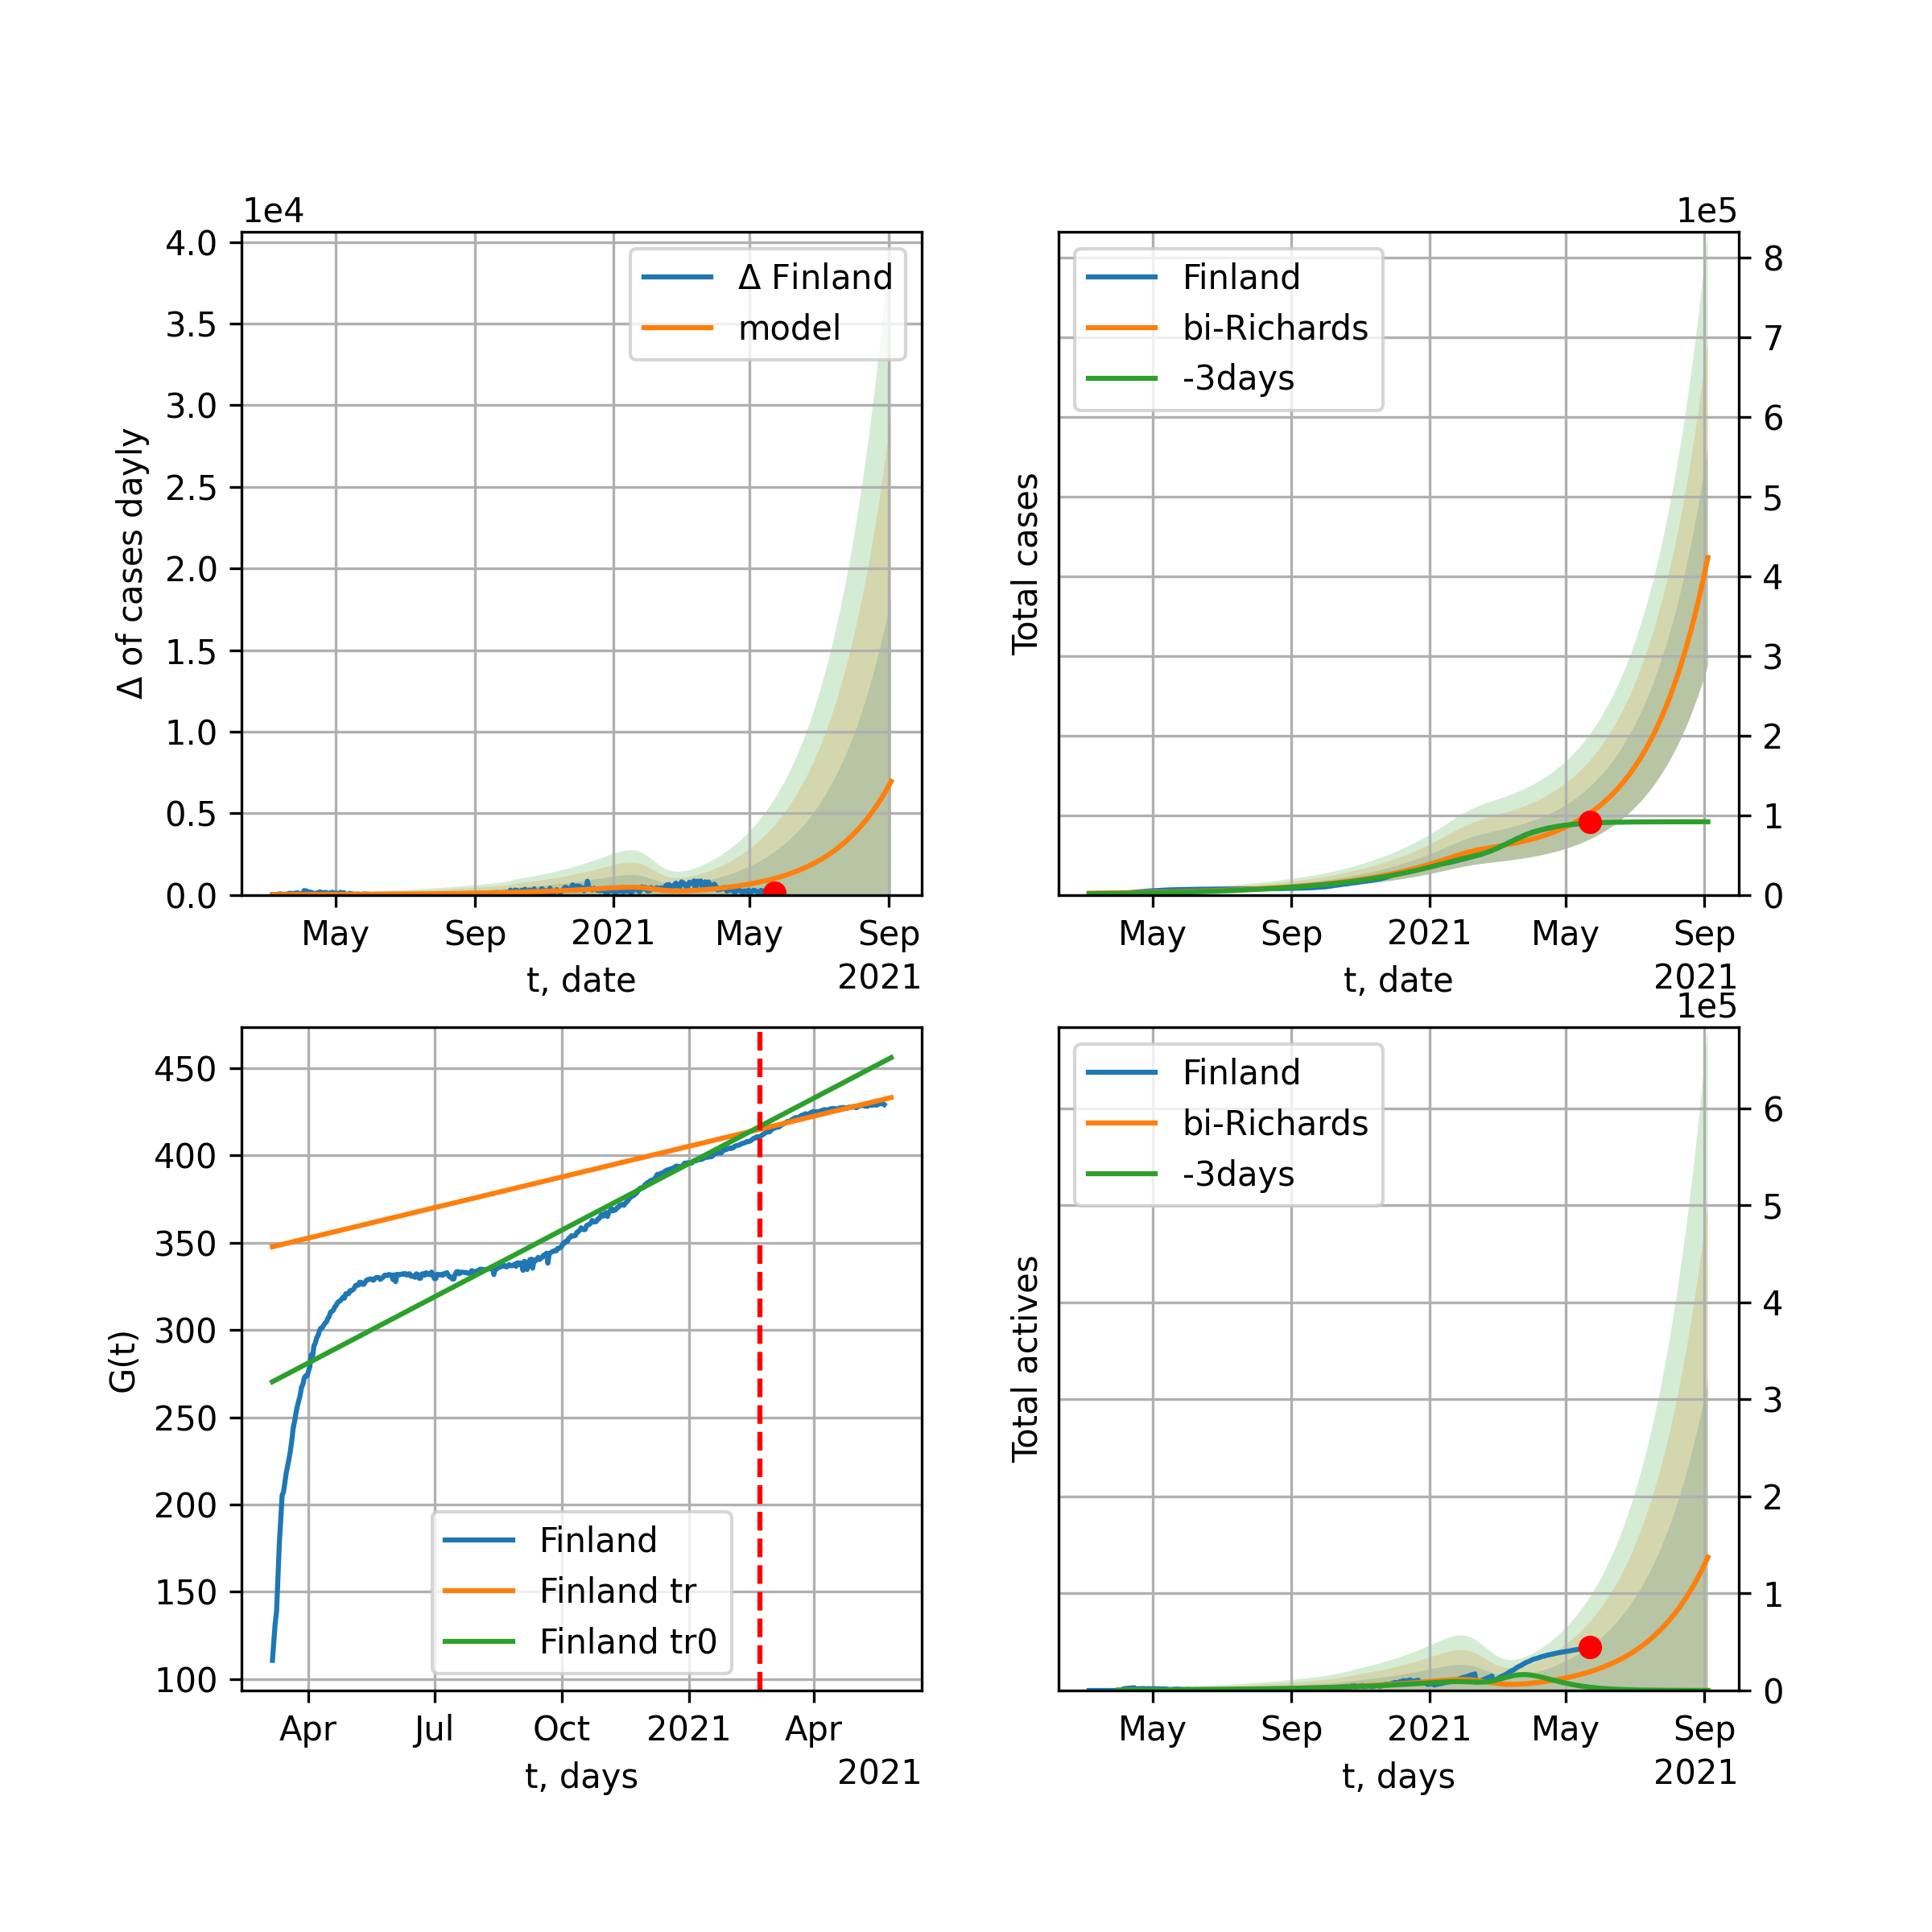 1e4
4.0
3.5
3.0
2.5
2.0
1.5
1.0
0.5
0.0
Δ of cases dayly
Δ Finland
model
May Sep 2021 May Sep
t, date
2021
1e5
Finland
bi-Richards
-3days
Total cases
8
7
6
5
4
3
2
1
0
May Sep 2021 May Sep
t, date
2021
450
400
350
300
250
200
150
100
G(t)
Finland
Finland tr
Finland tr0
Apr Jul Oct 2021 Apr
t, days
2021
1e5
Finland
bi-Richards
-3days
Total actives
6
5
4
3
2
1
0
May Sep 2021 May Sep
t, days
2021